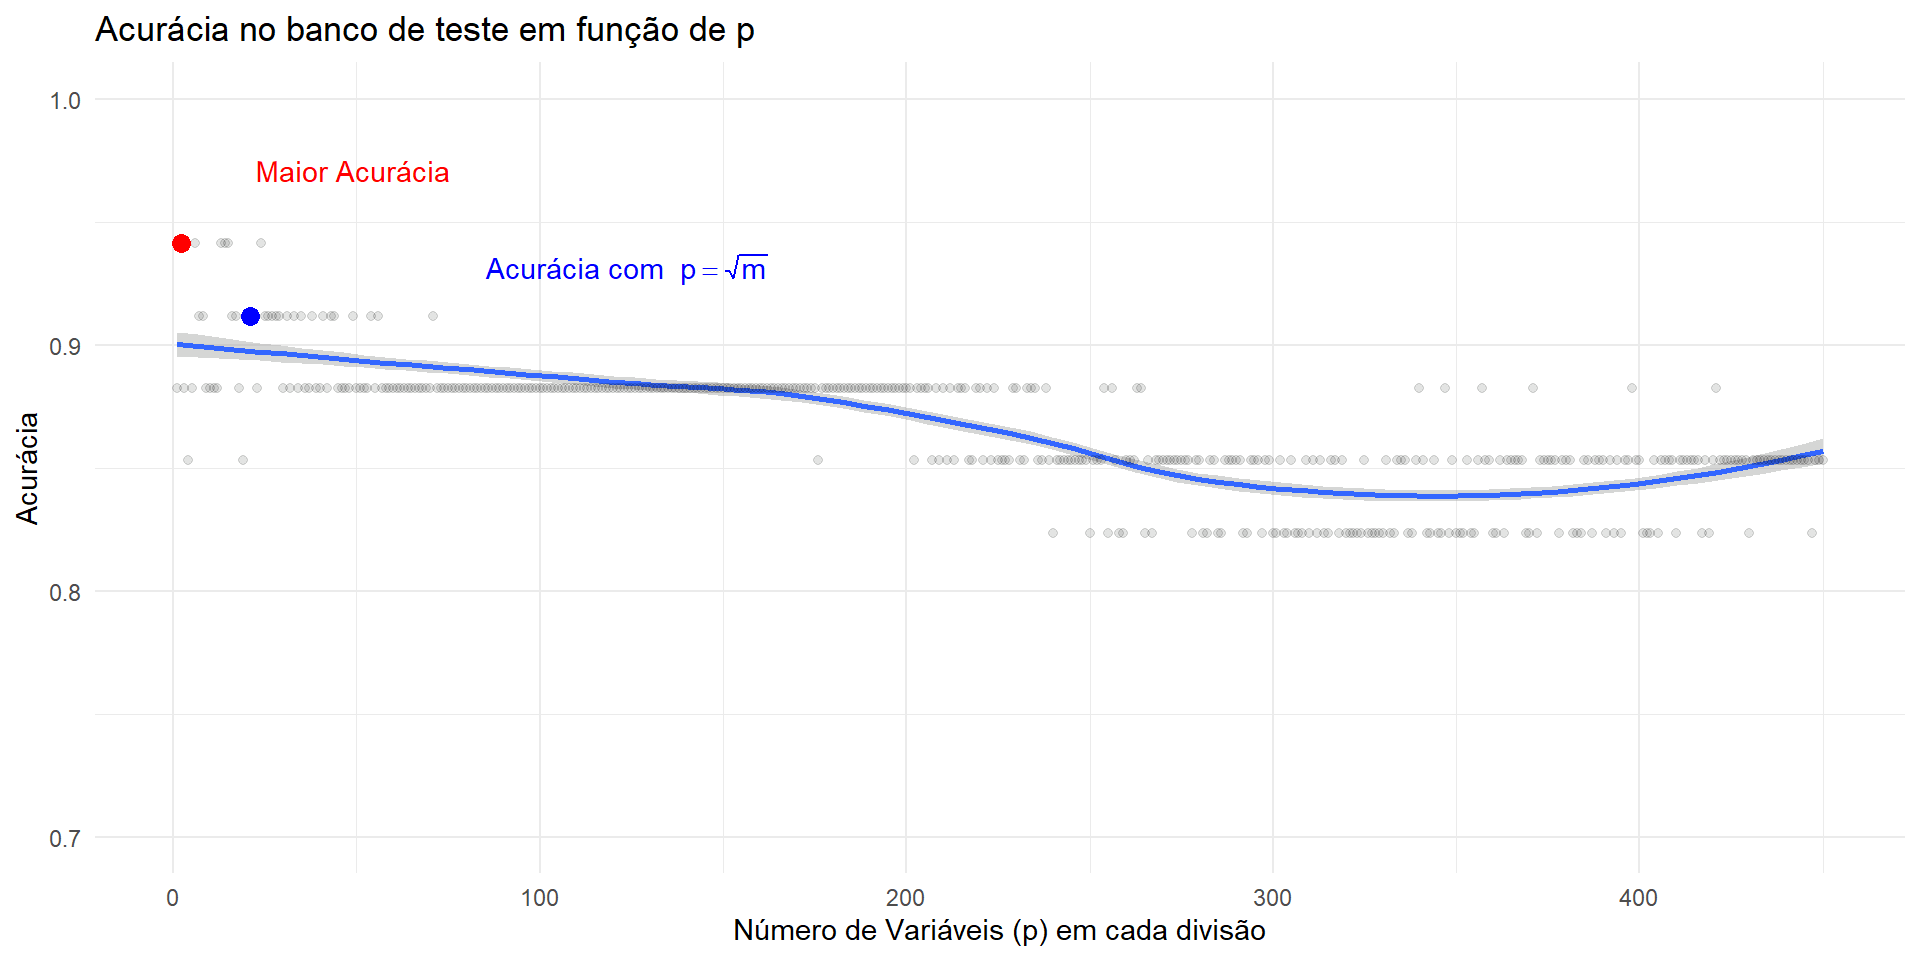 Acurácia no banco de teste em função de p
1.0
Maior Acurácia
Acurácia com p = √m
0.9
Acurácia
0.8
0.7
0 100 200 300 400
Número de Variáveis (p) em cada divisão